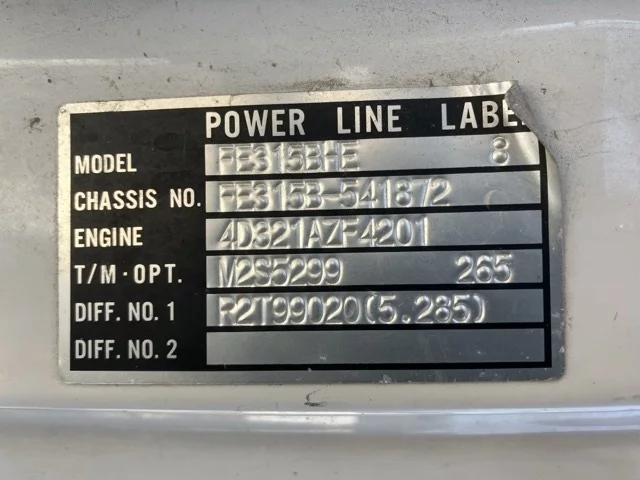 POWER LINE LABE
MODEL FE315BHE 8
CHASSIS NO. FE315B-541872
ENGINE 4D321AZF4201
T/M·OPT. M2S5299 265
DIFF. NO. 1 R2T99020(5.285)
DIFF. NO. 2